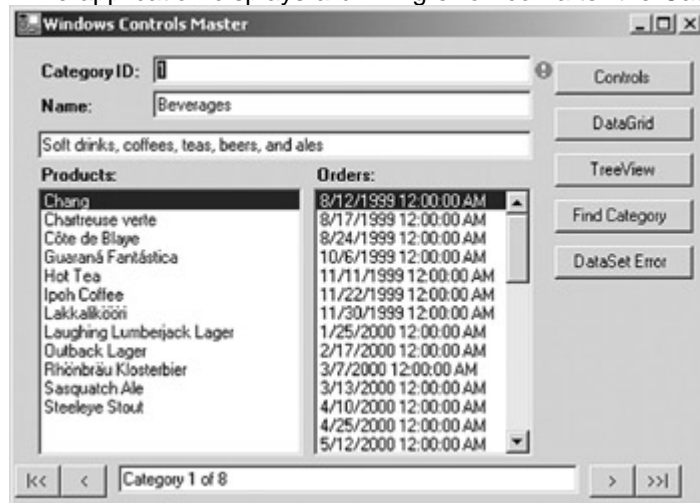 application displays
Windows Controls Master
Category ID: 1
Controls
Name: Beverages
DataGrid
Soft drinks, coffees, teas, beers, and ales
TreeView
Products:
Chang
Chartreuse verte
Côte de Blaye
Guaraná Fantástica
Hot Tea
Ipoh Coffee
Lakkalikööri
Laughing Lumberjack Lager
Outback Lager
Rhönbräu Klosterbier
Sasquatch Ale
Steeleye Stout
Orders:
8/12/1999 12:00:00 AM
8/17/1999 12:00:00 AM
8/24/1999 12:00:00 AM
10/6/1999 12:00:00 AM
11/11/1999 12:00:00 AM
11/22/1999 12:00:00 AM
11/30/1999 12:00:00 AM
1/25/2000 12:00:00 AM
2/17/2000 12:00:00 AM
3/7/2000 12:00:00 AM
3/13/2000 12:00:00 AM
4/10/2000 12:00:00 AM
4/25/2000 12:00:00 AM
5/12/2000 12:00:00 AM
Find Category
DataSet Error
|<< < Category 1 of 8 > >>|